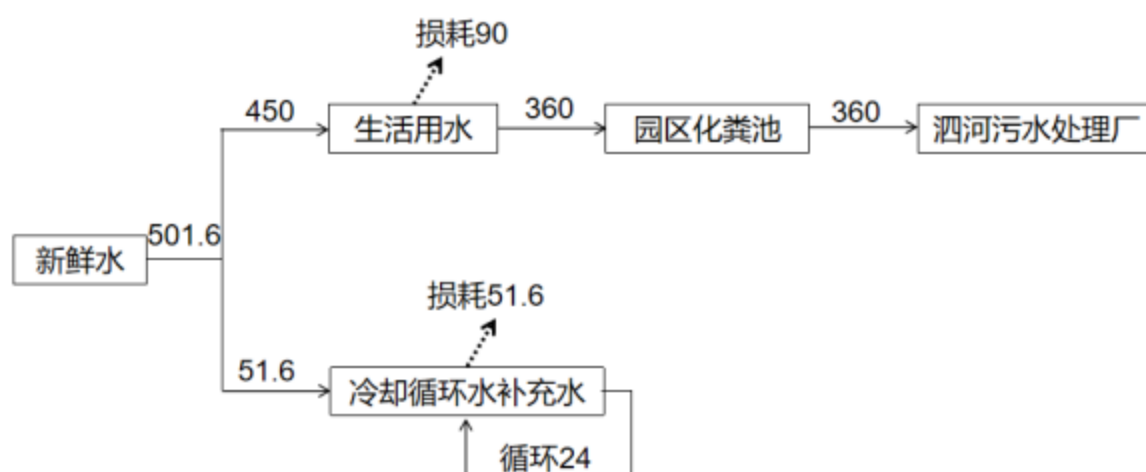 损耗90
450
生活用水
360
园区化粪池
360
泗河污水处理厂
新鲜水
501.6
损耗51.6
51.6
冷却循环水补充水
循环24